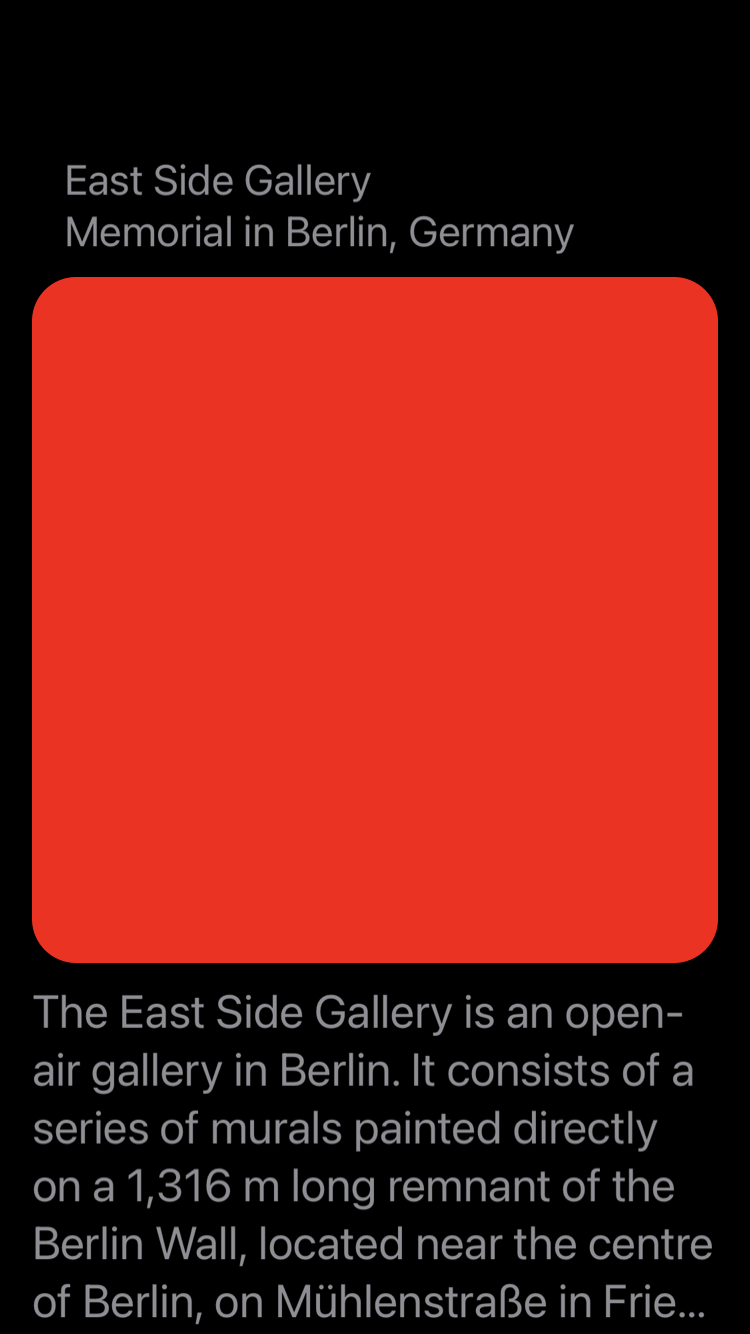 East Side Gallery
Memorial in Berlin, Germany
The East Side Gallery is an open-
air gallery in Berlin. It consists of a
series of murals painted directly
on a 1,316 m long remnant of the
Berlin Wall, located near the centre
of Berlin, on Mühlenstraße in Frie...